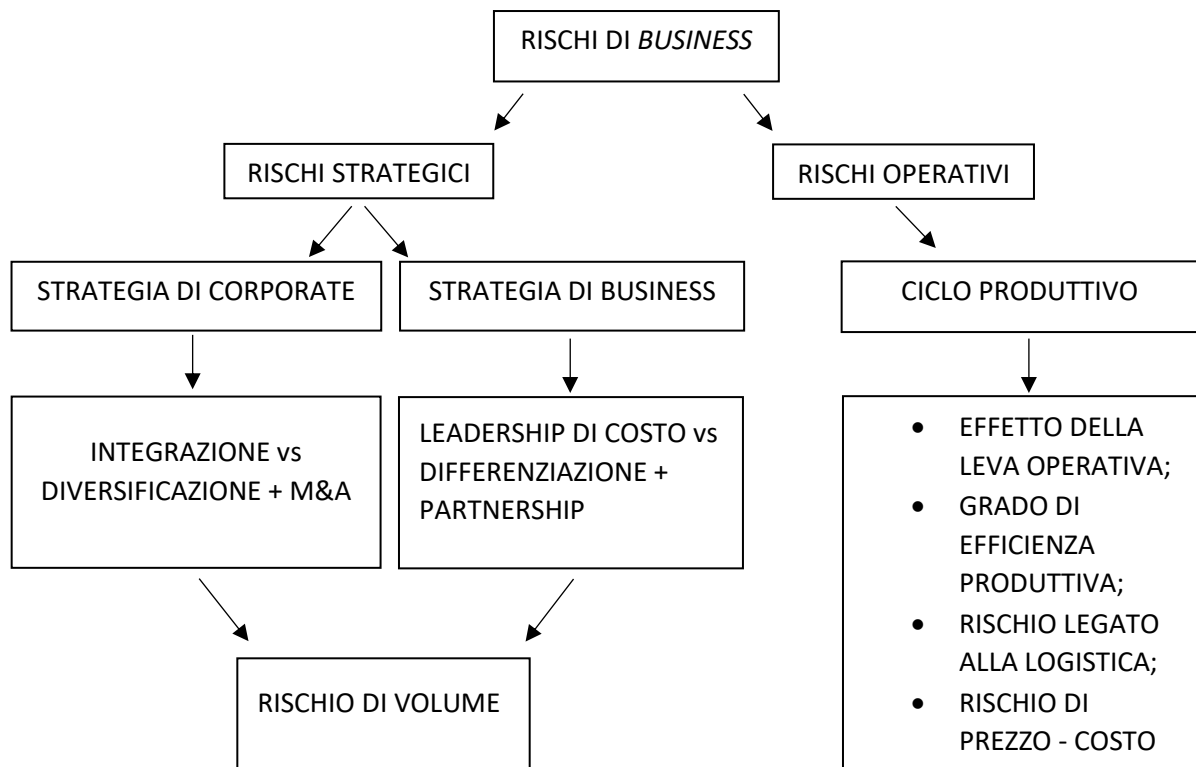 RISCHI DI BUSINESS
RISCHI STRATEGICI
RISCHI OPERATIVI
STRATEGIA DI CORPORATE
STRATEGIA DI BUSINESS
CICLO PRODUTTIVO
INTEGRAZIONE vs
DIVERSIFICAZIONE + M&A
LEADERSHIP DI COSTO vs
DIFFERENZIAZIONE +
PARTNERSHIP
• EFFETTO DELLA
LEVA OPERATIVA;
• GRADO DI
EFFICIENZA
PRODUTTIVA;
• RISCHIO LEGATO
ALLA LOGISTICA;
• RISCHIO DI
PREZZO - COSTO
RISCHIO DI VOLUME